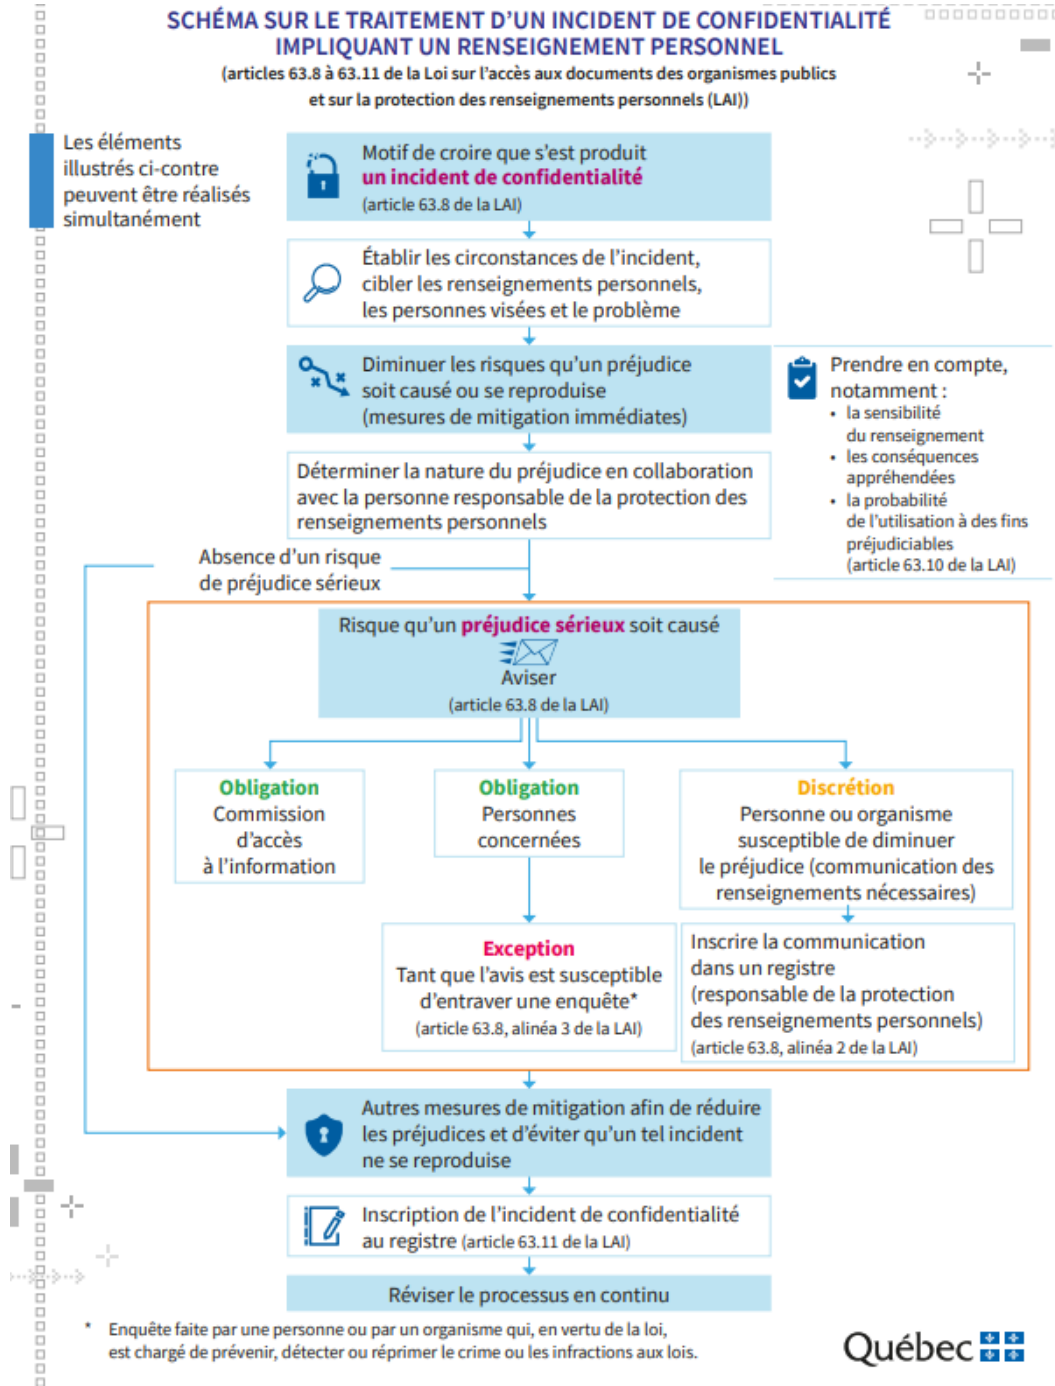 SCHÉMA SUR LE TRAITEMENT D’UN INCIDENT DE CONFIDENTIALITÉ
IMPLIQUANT UN RENSEIGNEMENT PERSONNEL
(articles 63.8 à 63.11 de la Loi sur l’accès aux documents des organismes publics
et sur la protection des renseignements personnels (LAI))
Les éléments
illustrés ci-contre
peuvent être réalisés
simultanément
Motif de croire que s’est produit
un incident de confidentialité
(article 63.8 de la LAI)
Établir les circonstances de l’incident,
cibler les renseignements personnels,
les personnes visées et le problème
Diminuer les risques qu’un préjudice
soit causé ou se reproduise
(mesures de mitigation immédiates)
Prendre en compte,
notamment :
• la sensibilité
du renseignement
• les conséquences
appréhendées
• la probabilité
de l’utilisation à des fins
préjudiciables
(article 63.10 de la LAI)
Déterminer la nature du préjudice en collaboration
avec la personne responsable de la protection des
renseignements personnels
Absence d’un risque
de préjudice sérieux
Risque qu’un préjudice sérieux soit causé
Aviser
(article 63.8 de la LAI)
Obligation
Commission
d’accès
à l’information
Obligation
Personnes
concernées
Discrétion
Personne ou organisme
susceptible de diminuer
le préjudice (communication des
renseignements nécessaires)
Exception
Tant que l’avis est susceptible
d’entraver une enquête*
(article 63.8, alinéa 3 de la LAI)
Inscrire la communication
dans un registre
(responsable de la protection
des renseignements personnels)
(article 63.8, alinéa 2 de la LAI)
Autres mesures de mitigation afin de réduire
les préjudices et d’éviter qu’un tel incident
ne se reproduise
Inscription de l’incident de confidentialité
au registre (article 63.11 de la LAI)
Réviser le processus en continu
* Enquête faite par une personne ou par un organisme qui, en vertu de la loi,
est chargé de prévenir, détecter ou réprimer le crime ou les infractions aux lois.
Québec